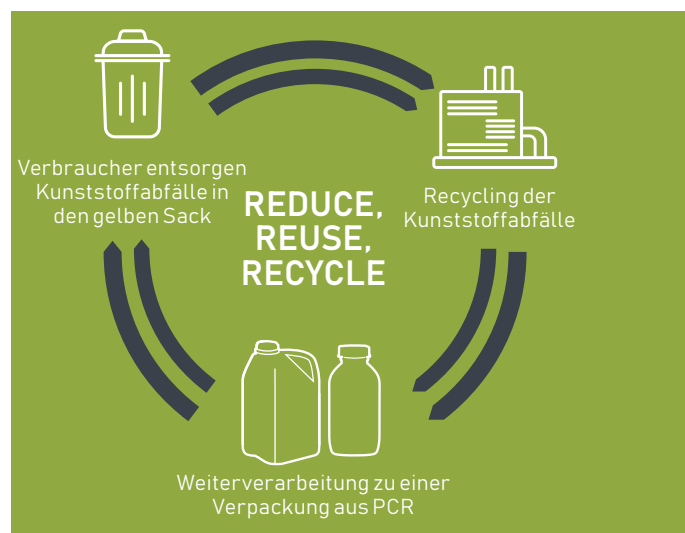 Verbraucher entsorgen
Kunststoffabfälle in
den gelben Sack
REDUCE,
REUSE,
RECYCLE
Recycling der
Kunststoffabfälle
Weiterverarbeitung zu einer
Verpackung aus PCR